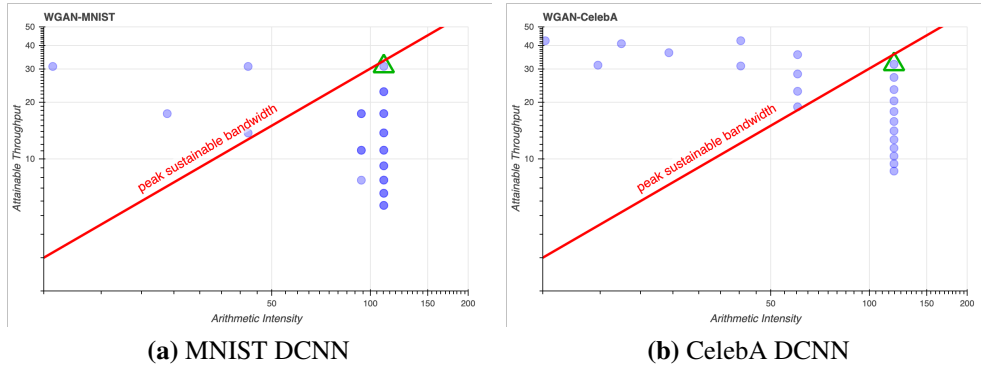 WGAN-MNIST
50
40
30
20
10
Attainable Throughput
peak sustainable bandwidth
50
100
150
200
Arithmetic Intensity
(a) MNIST DCNN
WGAN-CelebA
50
40
30
20
10
Attainable Throughput
peak sustainable bandwidth
50
100
150
200
Arithmetic Intensity
(b) CelebA DCNN